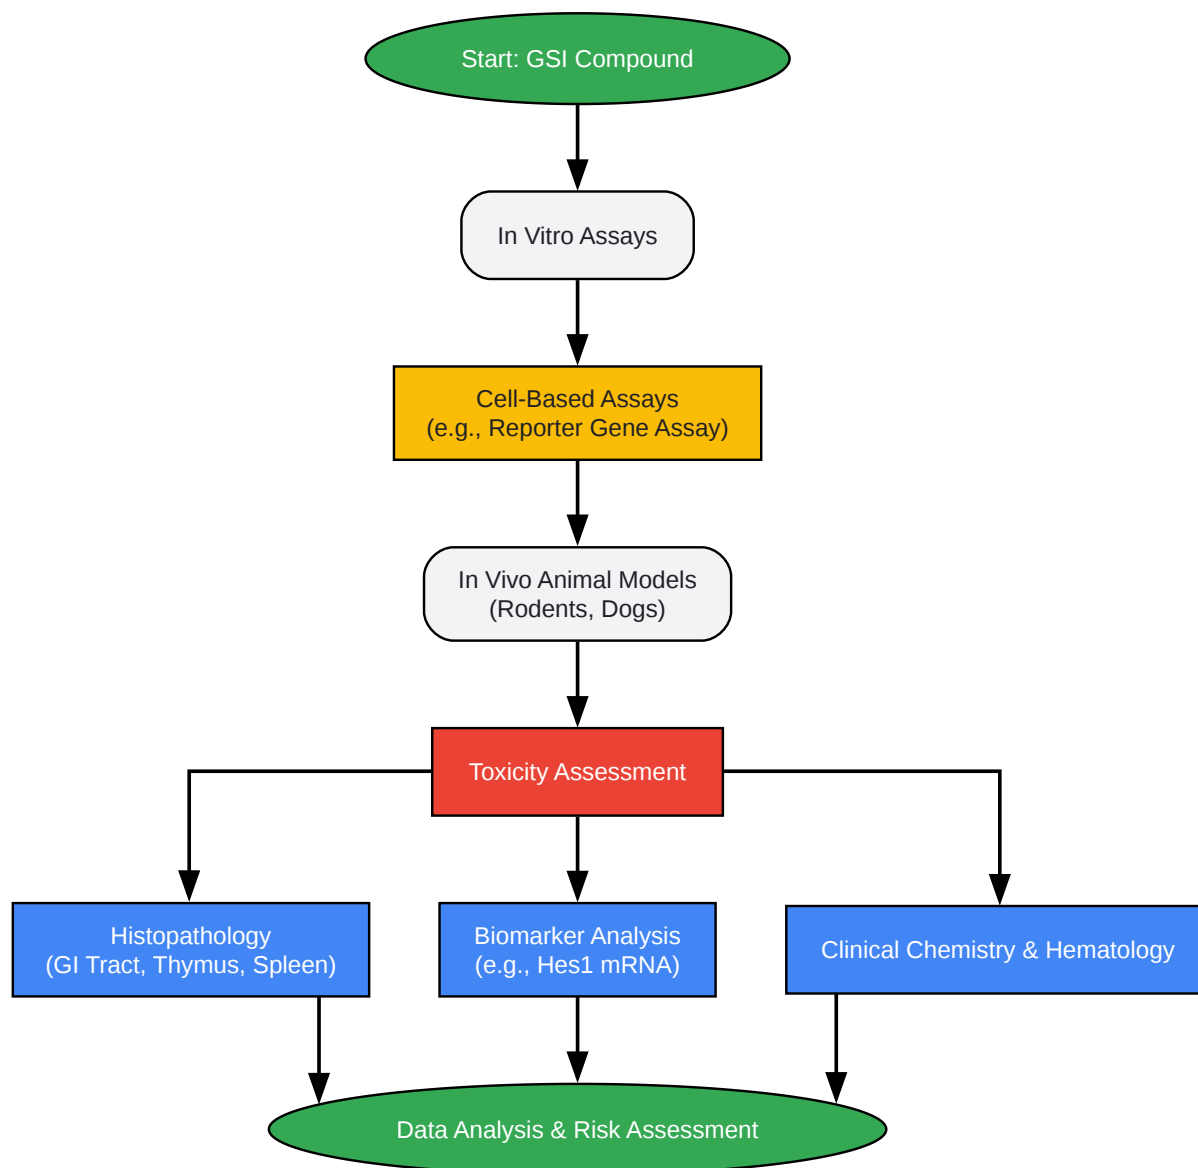 Start: GSI Compound
In Vitro Assays
Cell-Based Assays
(e.g., Reporter Gene Assay)
In Vivo Animal Models
(Rodents, Dogs)
Toxicity Assessment
Histopathology
(GI Tract, Thymus, Spleen)
Biomarker Analysis
(e.g., Hes1 mRNA)
Clinical Chemistry & Hematology
Data Analysis & Risk Assessment